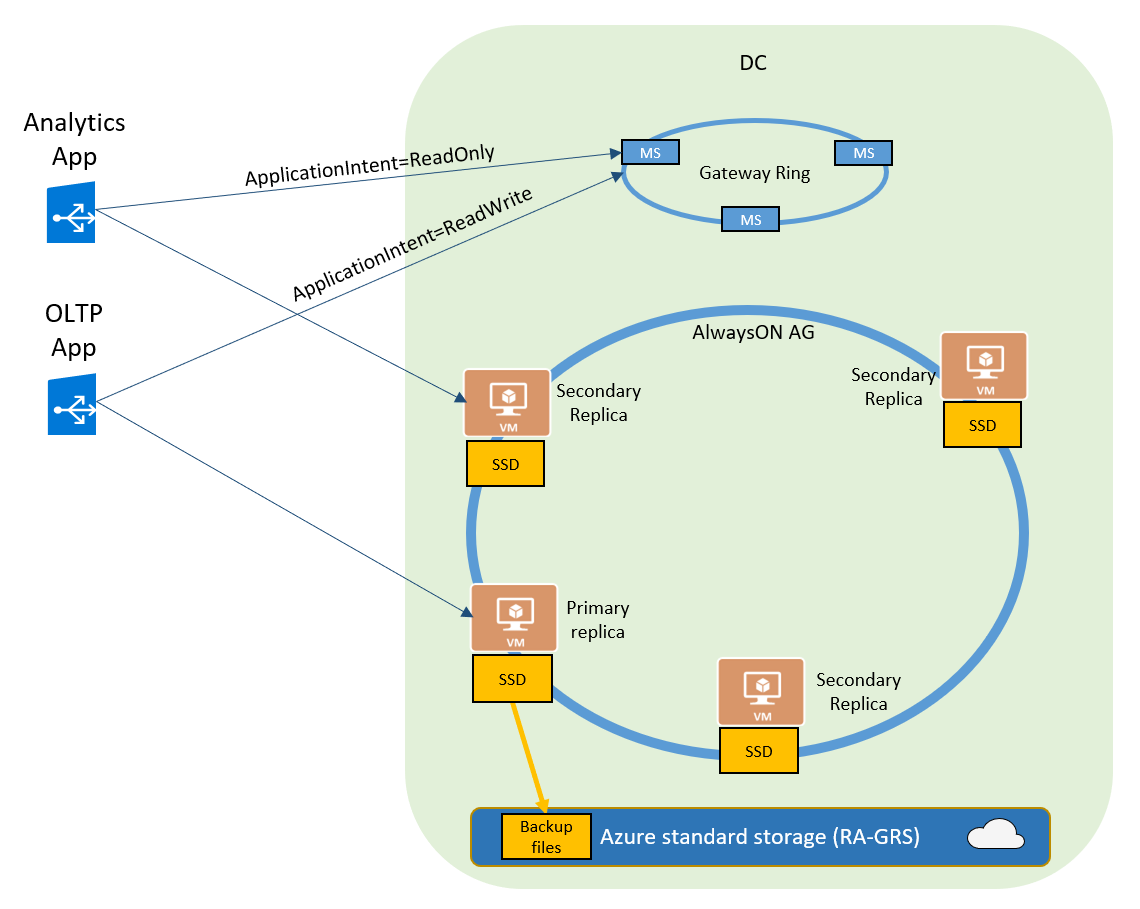 DC
Analytics
App
ApplicationIntent=ReadOnly
MS
MS
Gateway Ring
MS
ApplicationIntent=ReadWrite
OLTP
App
AlwaysON AG
VM
SSD
Secondary
Replica
Secondary
Replica
VM
SSD
VM
SSD
Primary
replica
VM
SSD
Secondary
Replica
Backup
files
Azure standard storage (RA-GRS)